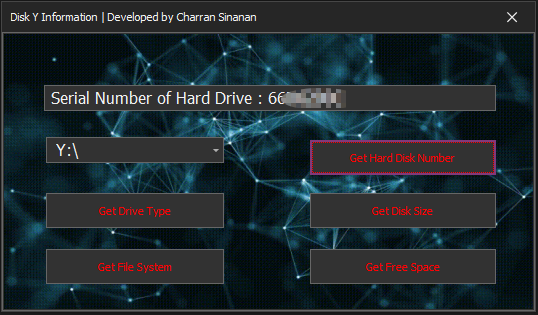 Disk Y Information | Developed by Charran Sinanan
Serial Number of Hard Drive : 66
Y:\
Get Hard Disk Number
Get Drive Type
Get Disk Size
Get File System
Get Free Space